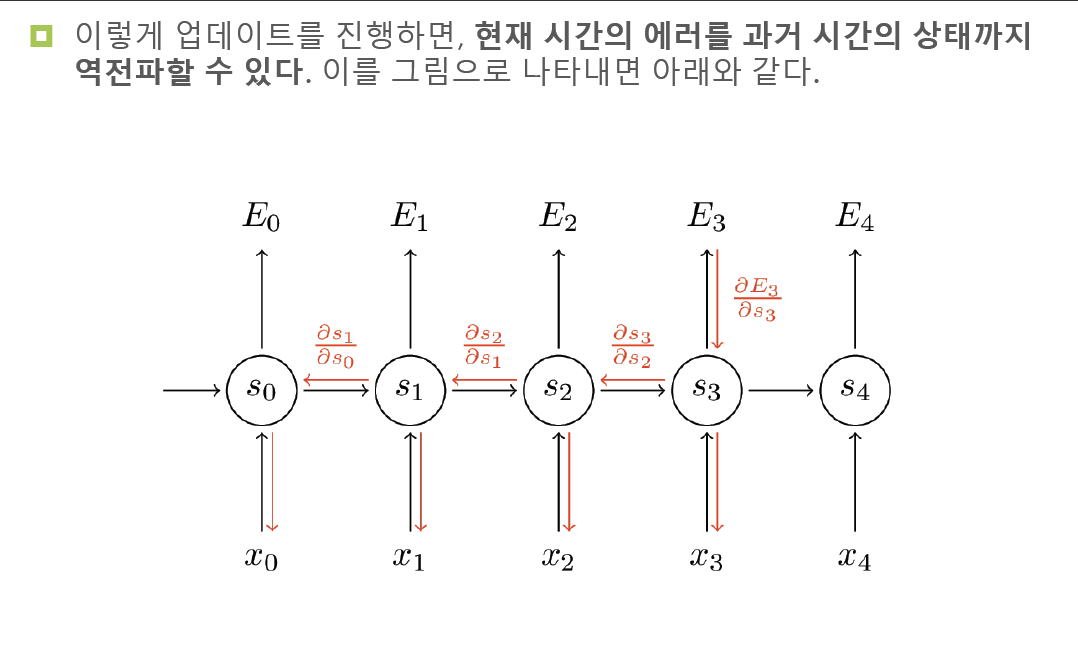 이렇게 업데이트를 진행하면, 현재 시간의 에러를 과거 시간의 상태까지
역전파할 수 있다. 이를 그림으로 나타내면 아래와 같다.
E₀ E₁ E₂ E₃ E₄
∂E₃/∂s₃
∂s₁/∂s₀ ∂s₂/∂s₁ ∂s₃/∂s₂
s₀ s₁ s₂ s₃ s₄
x₀ x₁ x₂ x₃ x₄